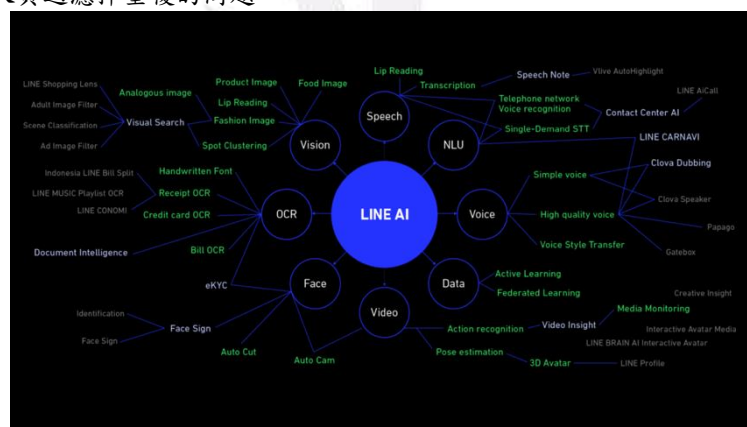 Lip Reading
Speech Note
Vlive AutoHighlight
Transcription
LINE Shopping Lens
Product Image
Food Image
Analogous image
LINE AiCall
Adult Image Filter
Lip Reading
Telephone network
Voice recognition
Speech
Contact Center AI
Scene Classification
Visual Search
Fashion Image
Single-Demand STT
LINE CARNAVI
Ad Image Filter
Spot Clustering
Vision
NLU
Clova Dubbing
Handwritten Font
Indonesia LINE Bill Split
Simple voice
LINE MUSIC Playlist OCR
Receipt OCR
Clova Speaker
LINE CONOMI
Credit card OCR
OCR
LINE AI
Voice
High quality voice
Papago
Document Intelligence
Bill OCR
Voice Style Transfer
Gatebox
eKYC
Face
Data
Active Learning
Federated Learning
Creative Insight
Media Monitoring
Identification
Video
Face Sign
Action recognition
Video Insight
Interactive Avatar Media
Face Sign
LINE BRAIN AI Interactive Avatar
Auto Cut
Auto Cam
Pose estimation
3D Avatar
LINE Profile